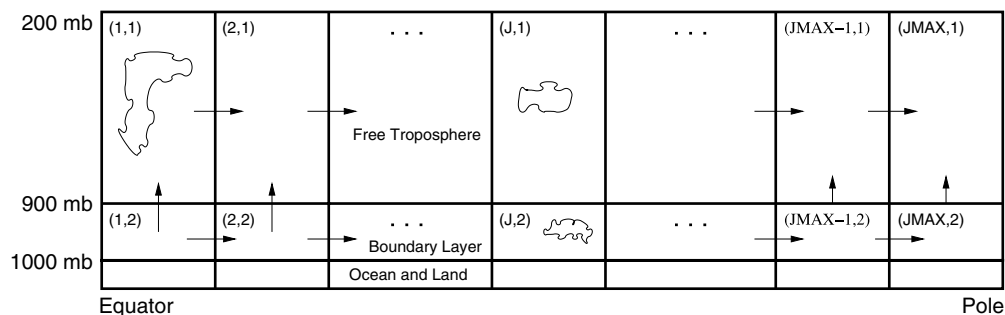 200 mb
(1,1) (2,1) . . . (J,1) . . . (JMAX−1,1) (JMAX,1)
Free Troposphere
900 mb
(1,2) (2,2) . . . (J,2) . . . (JMAX−1,2) (JMAX,2)
Boundary Layer
1000 mb
Ocean and Land
Equator Pole